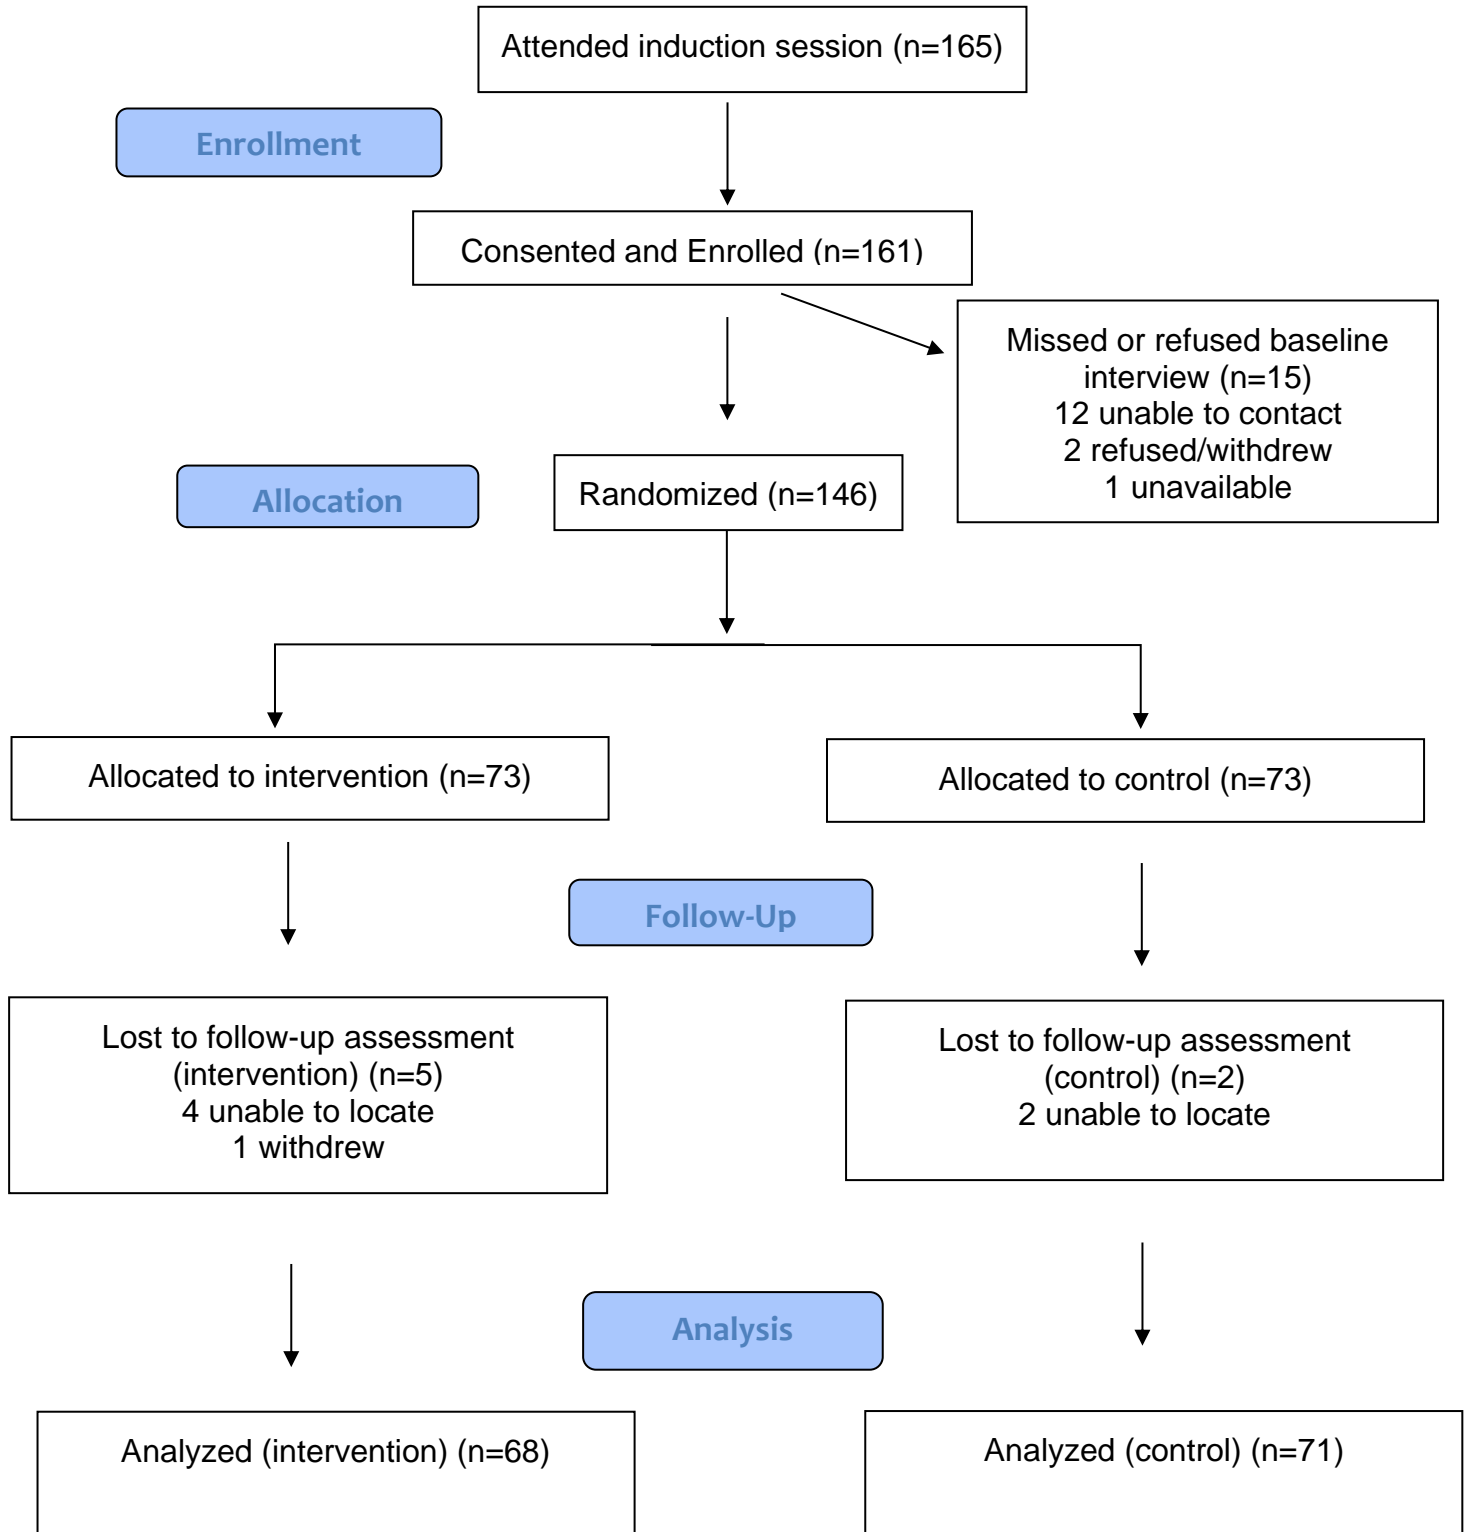 Attended induction session (n=165)
Enrollment
Consented and Enrolled (n=161)
Missed or refused baseline
interview (n=15)
12 unable to contact
2 refused/withdrew
1 unavailable
Allocation
Randomized (n=146)
Allocated to intervention (n=73)
Allocated to control (n=73)
Follow-Up
Lost to follow-up assessment
(intervention) (n=5)
4 unable to locate
1 withdrew
Lost to follow-up assessment
(control) (n=2)
2 unable to locate
Analysis
Analyzed (intervention) (n=68)
Analyzed (control) (n=71)